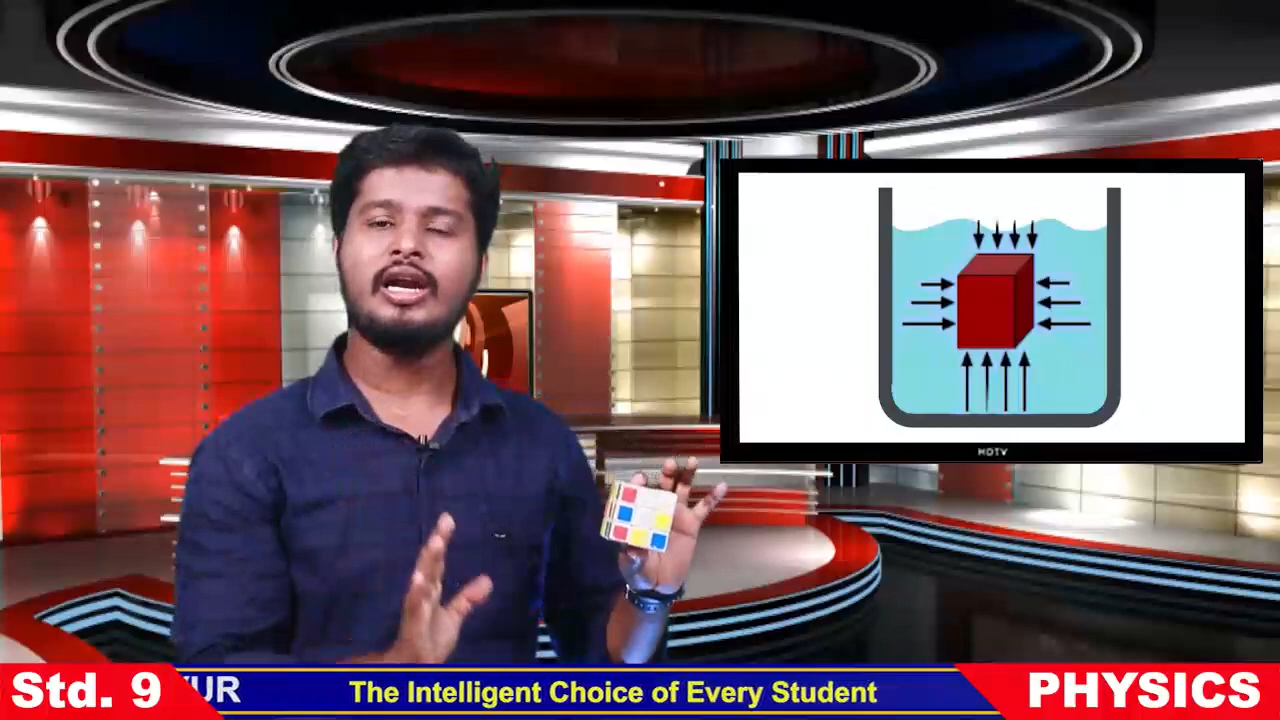 HDTV
Std. 9
The Intelligent Choice of Every Student
PHYSICS